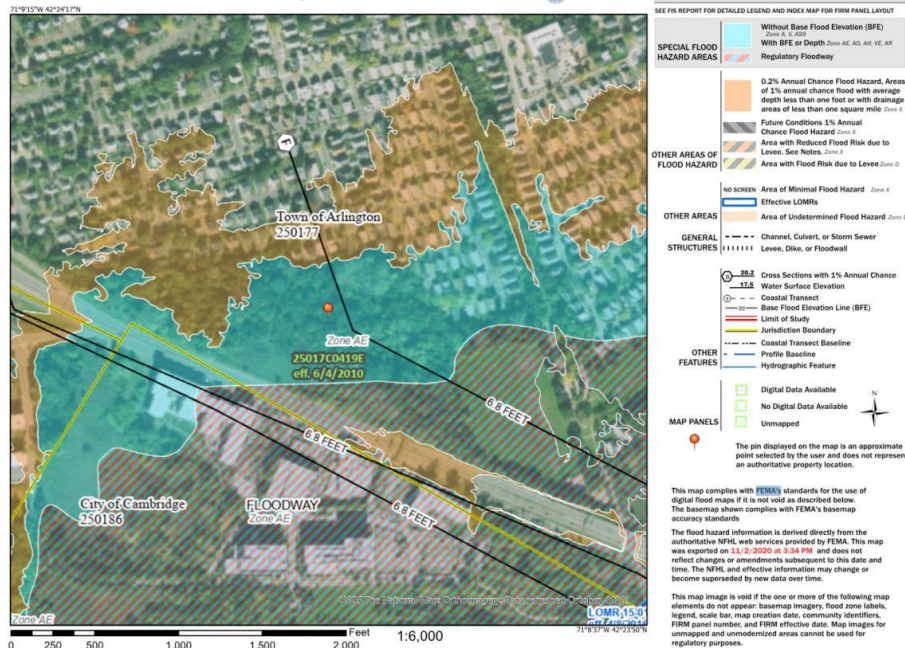 71°9'15"W 42°24'17"N
Town of Arlington
250177
Zone AE
25017C0419E
eff. 6/4/2010
6.8 FEET
6.8 FEET
6.8 FEET
City of Cambridge
250186
FLOODWAY
Zone AE
Zone AE
LOMR 15-01
71°8'37"W 42°23'50"N
Feet
1:6,000
0 250 500 1,000 1,500 2,000
SEE FIS REPORT FOR DETAILED LEGEND AND INDEX MAP FOR FIRM PANEL LAYOUT
SPECIAL FLOOD
HAZARD AREAS
Without Base Flood Elevation (BFE)
Zone A, V, A99
With BFE or Depth Zone AE, AO, AH, VE, AR
Regulatory Floodway
OTHER AREAS OF
FLOOD HAZARD
0.2% Annual Chance Flood Hazard, Areas
of 1% annual chance flood with average
depth less than one foot or with drainage
areas of less than one square mile Zone X
Future Conditions 1% Annual
Chance Flood Hazard Zone X
Area with Reduced Flood Risk due to
Levee. See Notes. Zone X
Area with Flood Risk due to Levee Zone D
OTHER AREAS
NO SCREEN Area of Minimal Flood Hazard Zone X
Effective LOMRs
Area of Undetermined Flood Hazard Zone
GENERAL
STRUCTURES
Channel, Culvert, or Storm Sewer
Levee, Dike, or Floodwall
OTHER
FEATURES
20.2 Cross Sections with 1% Annual Chance
17.5 Water Surface Elevation
Coastal Transect
Base Flood Elevation Line (BFE)
Limit of Study
Jurisdiction Boundary
Coastal Transect Baseline
Profile Baseline
Hydrographic Feature
MAP PANELS
Digital Data Available
No Digital Data Available
Unmapped
N
The pin displayed on the map is an approximate
point selected by the user and does not represen
an authoritative property location.
This map complies with FEMA's standards for the use of
digital flood maps if it is not void as described below.
The basemap shown complies with FEMA's basemap
accuracy standards
The flood hazard information is derived directly from the
authoritative NFHL web services provided by FEMA. This map
was exported on 11/2/2020 at 3:34 PM and does not
reflect changes or amendments subsequent to this date and
time. The NFHL and effective information may change or
become superseded by new data over time.
This map image is void if the one or more of the following map
elements do not appear: basemap imagery, flood zone labels,
legend, scale bar, map creation date, community identifiers,
FIRM panel number, and FIRM effective date. Map images for
unmapped and unmodernized areas cannot be used for
regulatory purposes.